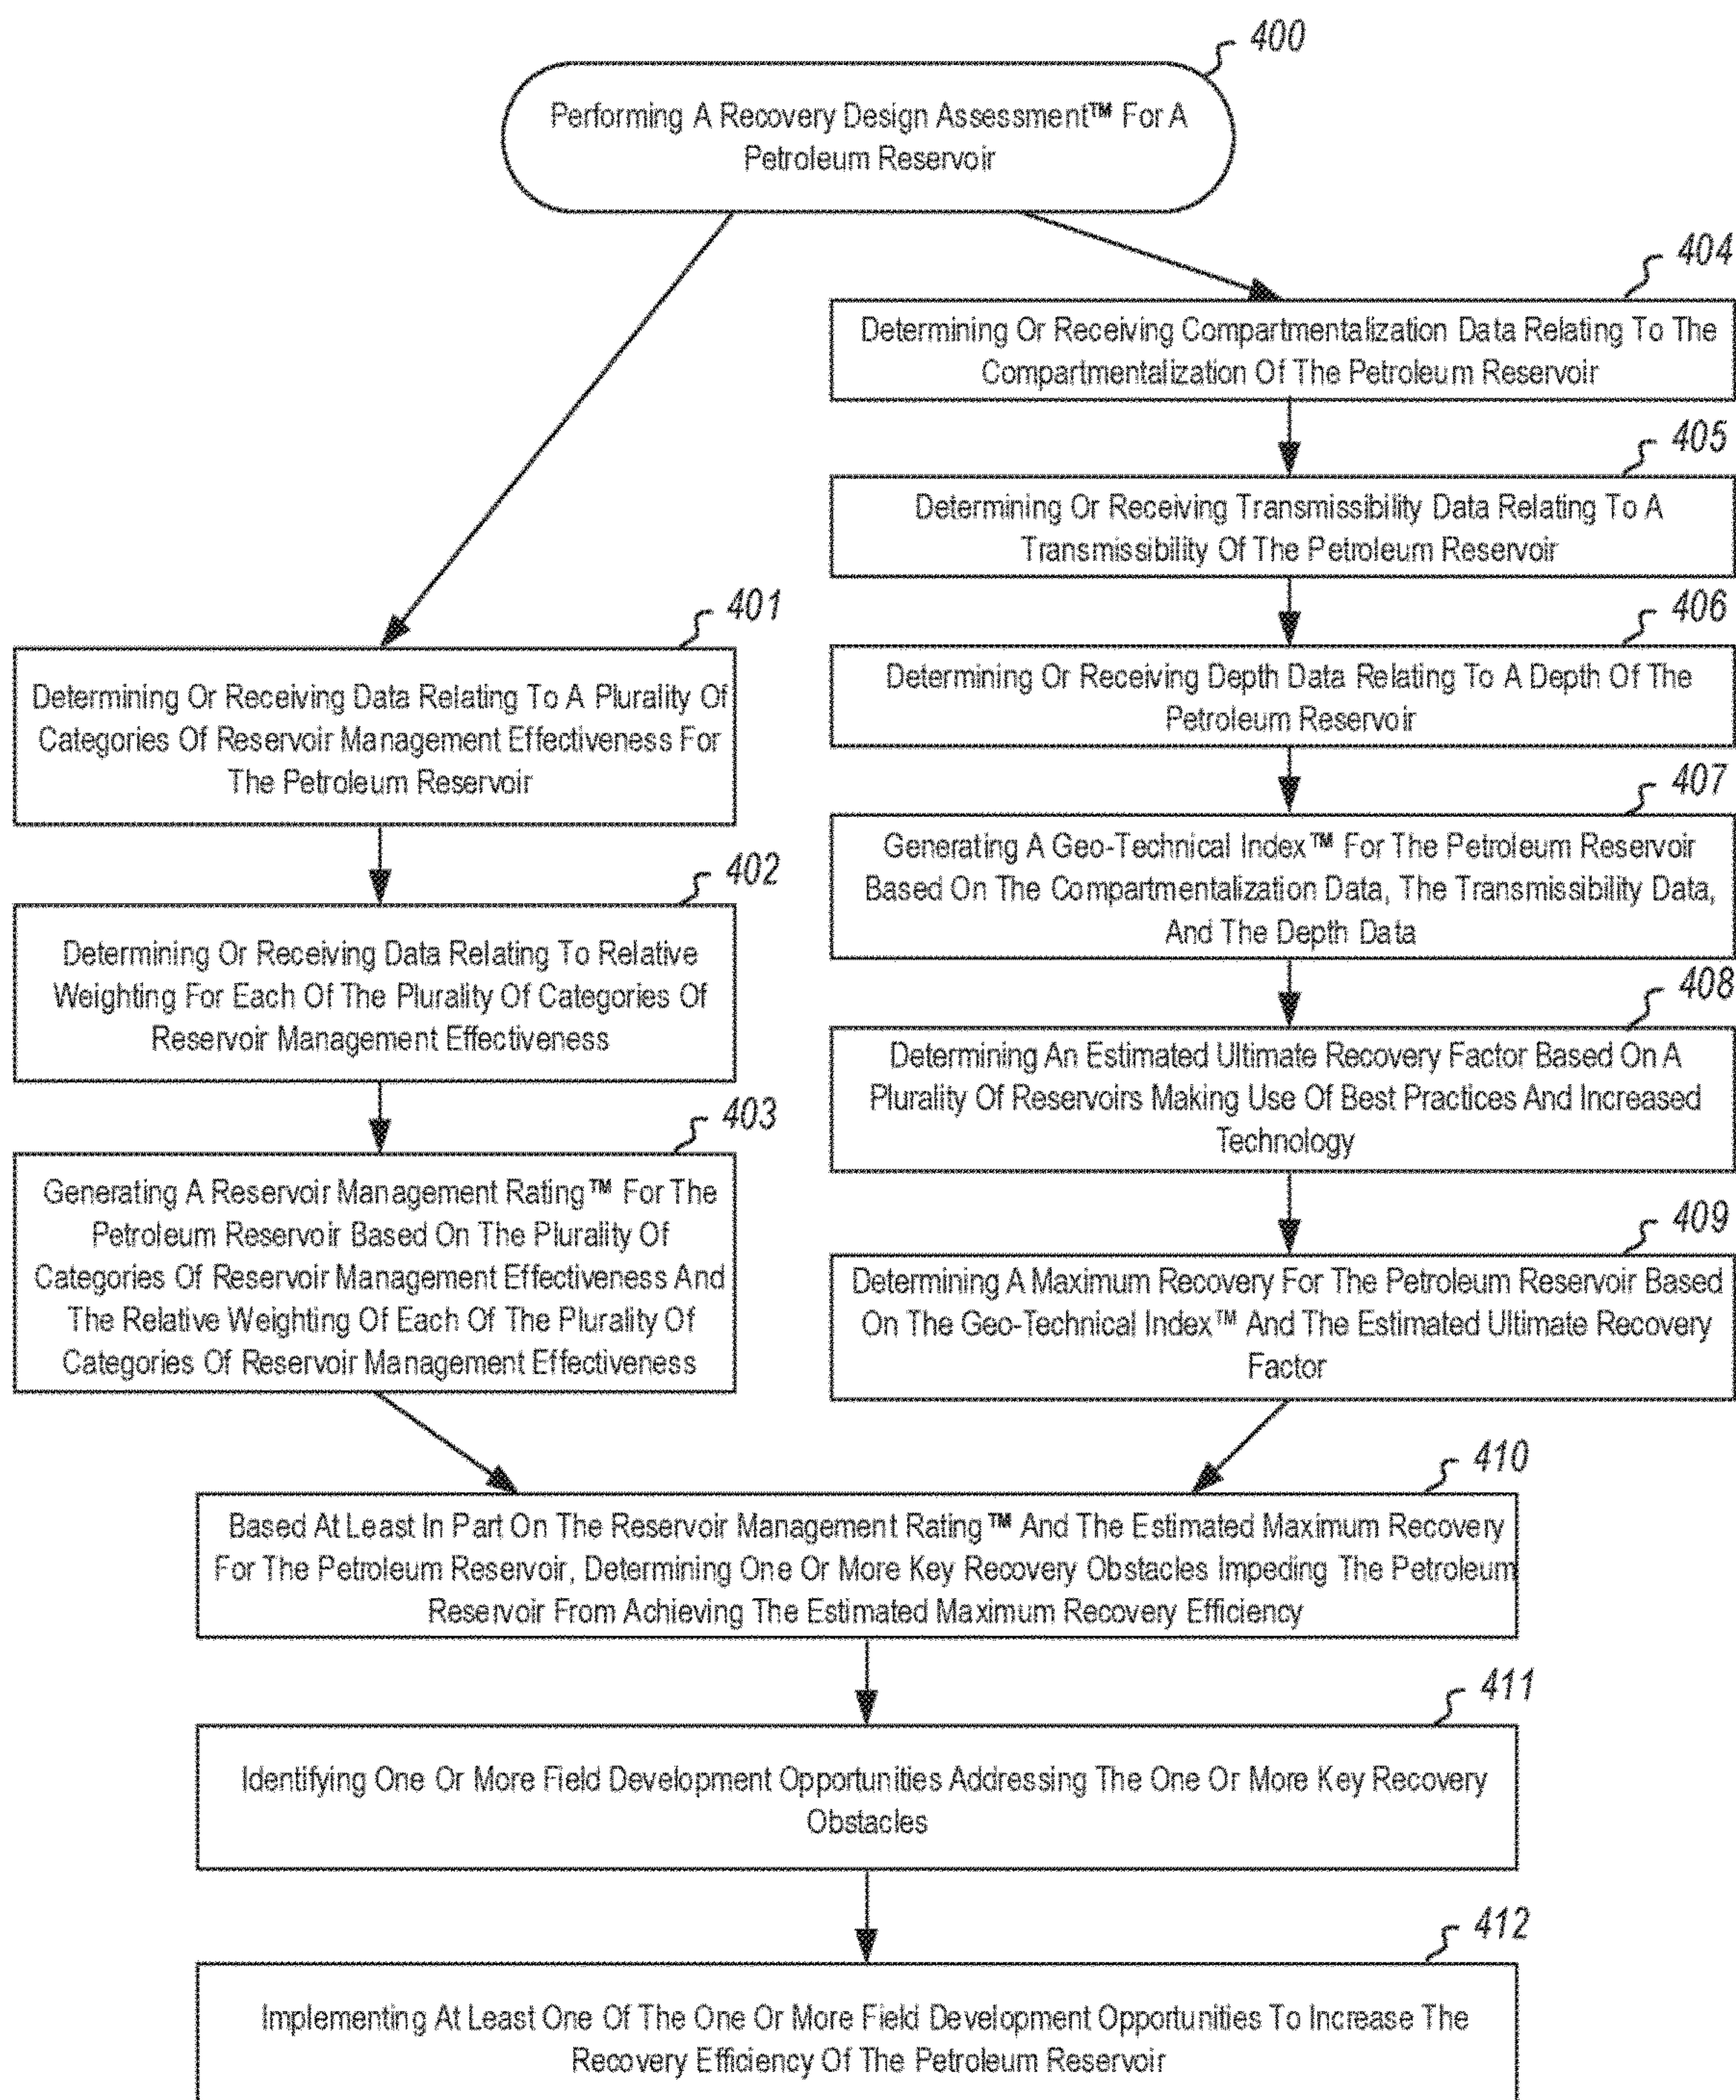 400
Performing A Recovery Design Assessment™ For A
Petroleum Reservoir
404
Determining Or Receiving Compartmentalization Data Relating To The
Compartmentalization Of The Petroleum Reservoir
405
Determining Or Receiving Transmissibility Data Relating To A
Transmissibility Of The Petroleum Reservoir
401
Determining Or Receiving Data Relating To A Plurality Of
Categories Of Reservoir Management Effectiveness For
The Petroleum Reservoir
406
Determining Or Receiving Depth Data Relating To A Depth Of The
Petroleum Reservoir
407
Generating A Geo-Technical Index™ For The Petroleum Reservoir
Based On The Compartmentalization Data, The Transmissibility Data,
And The Depth Data
402
Determining Or Receiving Data Relating To Relative
Weighting For Each Of The Plurality Of Categories Of
Reservoir Management Effectiveness
408
Determining An Estimated Ultimate Recovery Factor Based On A
Plurality Of Reservoirs Making Use Of Best Practices And Increased
Technology
403
Generating A Reservoir Management Rating™ For The
Petroleum Reservoir Based On The Plurality Of
Categories Of Reservoir Management Effectiveness And
The Relative Weighting Of Each Of The Plurality Of
Categories Of Reservoir Management Effectiveness
409
Determining A Maximum Recovery For The Petroleum Reservoir Based
On The Geo-Technical Index™ And The Estimated Ultimate Recovery
Factor
410
Based At Least In Part On The Reservoir Management Rating™ And The Estimated Maximum Recovery
For The Petroleum Reservoir, Determining One Or More Key Recovery Obstacles Impeding The Petroleum
Reservoir From Achieving The Estimated Maximum Recovery Efficiency
411
Identifying One Or More Field Development Opportunities Addressing The One Or More Key Recovery
Obstacles
412
Implementing At Least One Of The One Or More Field Development Opportunities To Increase The
Recovery Efficiency Of The Petroleum Reservoir